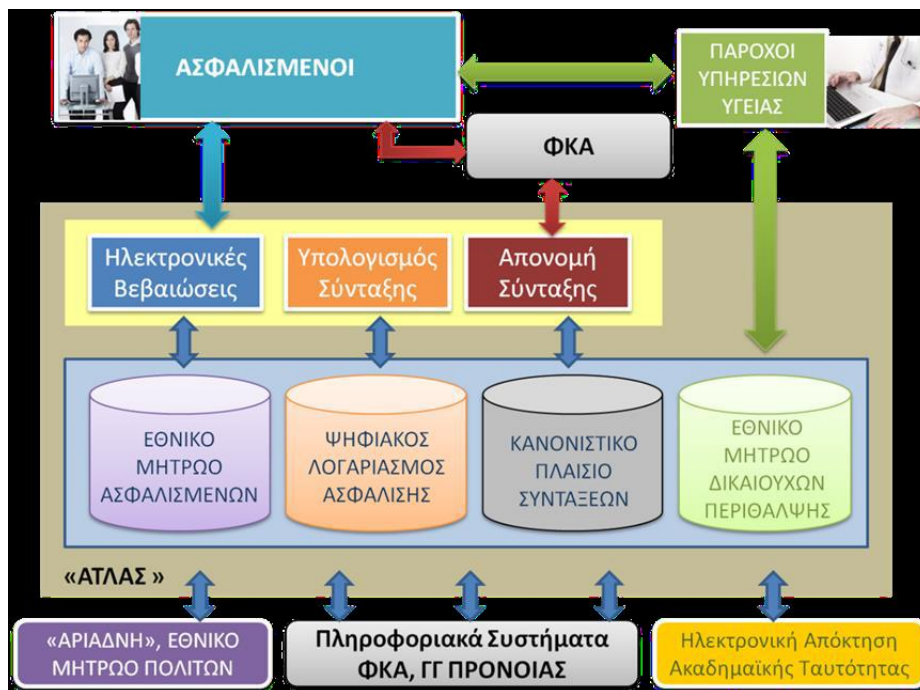 ΑΣΦΑΛΙΣΜΕΝΟΙ
ΠΑΡΟΧΟΙ
ΥΠΗΡΕΣΙΩΝ
ΥΓΕΙΑΣ
ΦΚΑ
Ηλεκτρονικές
Βεβαιώσεις
Υπολογισμός
Σύνταξης
Απονομή
Σύνταξης
ΕΘΝΙΚΟ
ΜΗΤΡΩΟ
ΑΣΦΑΛΙΣΜΕΝΩΝ
ΨΗΦΙΑΚΟΣ
ΛΟΓΑΡΙΑΣΜΟΣ
ΑΣΦΑΛΙΣΗΣ
ΚΑΝΟΝΙΣΤΙΚΟ
ΠΛΑΙΣΙΟ
ΣΥΝΤΑΞΕΩΝ
ΕΘΝΙΚΟ
ΜΗΤΡΩΟ
ΔΙΚΑΙΟΥΧΩΝ
ΠΕΡΙΘΑΛΨΗΣ
«ΑΤΛΑΣ »
«ΑΡΙΑΔΝΗ», ΕΘΝΙΚΟ
ΜΗΤΡΩΟ ΠΟΛΙΤΩΝ
Πληροφοριακά Συστήματα
ΦΚΑ, ΓΓ ΠΡΟΝΟΙΑΣ
Ηλεκτρονική Απόκτηση
Ακαδημαϊκής Ταυτότητας